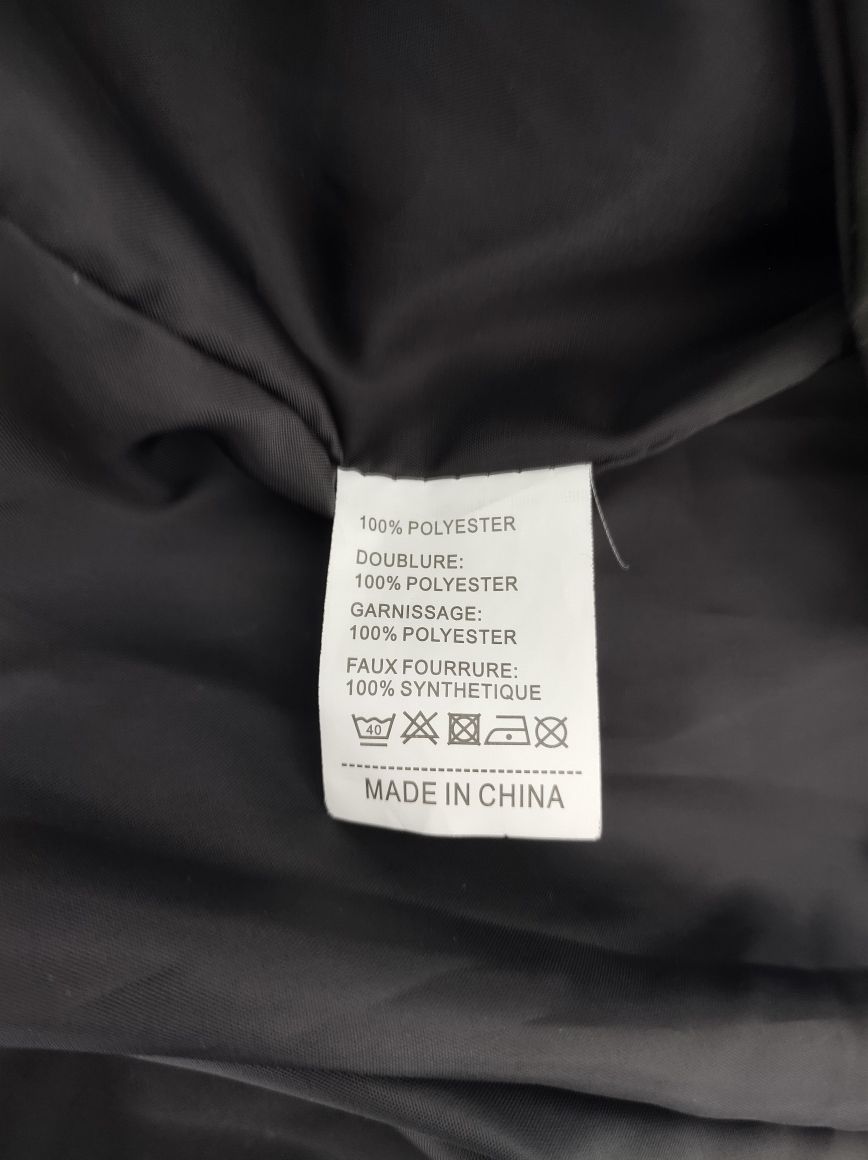 100% POLYESTER
DOUBLURE:
100% POLYESTER
GARNISSAGE:
100% POLYESTER
FAUX FOURRURE:
100% SYNTHETIQUE
40
MADE IN CHINA